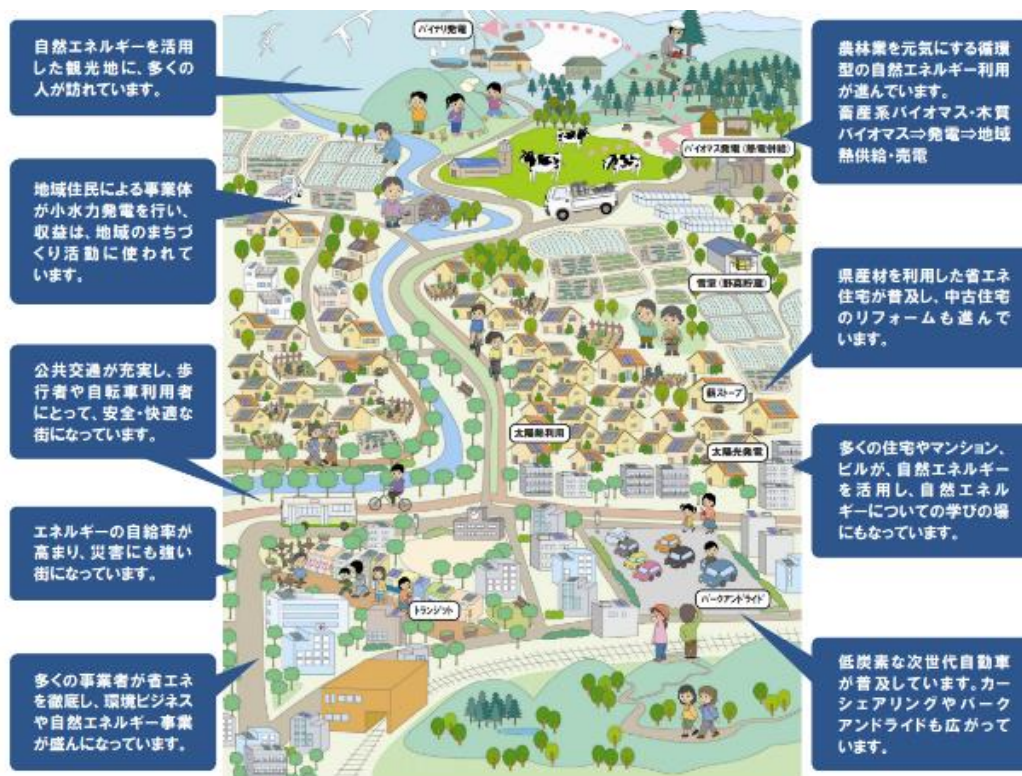 自然エネルギーを活用
した観光地に、多くの
人が訪れています。
地域住民による事業体
が小水力発電を行い、
収益は、地域のまちづ
くり活動に使われて
います。
公共交通が充実し、歩
行者や自転車利用者
にとって、安全・快適な
街になっています。
エネルギーの自給率が
高まり、災害にも強い
街になっています。
多くの事業者が省エネ
を徹底し、環境ビジネス
や自然エネルギー事業
が盛んになっています。
バイナリ発電
バイオマス発電(熱電併給)
雪室(野菜貯蔵)
薪ストーブ
太陽熱利用
太陽光発電
トランジット
パークアンドライド
農林業を元気にする循環
型の自然エネルギー利用
が進んでいます。
畜産系バイオマス・木質
バイオマス⇒発電⇒地域
熱供給・売電
県産材を利用した省エネ
住宅が普及し、中古住宅
のリフォームも進んで
います。
多くの住宅やマンション、
ビルが、自然エネルギー
を活用し、自然エネル
ギーについての学びの場
にもなっています。
低炭素な次世代自動車
が普及しています。カー
シェアリングやパーク
アンドライドも広がって
います。